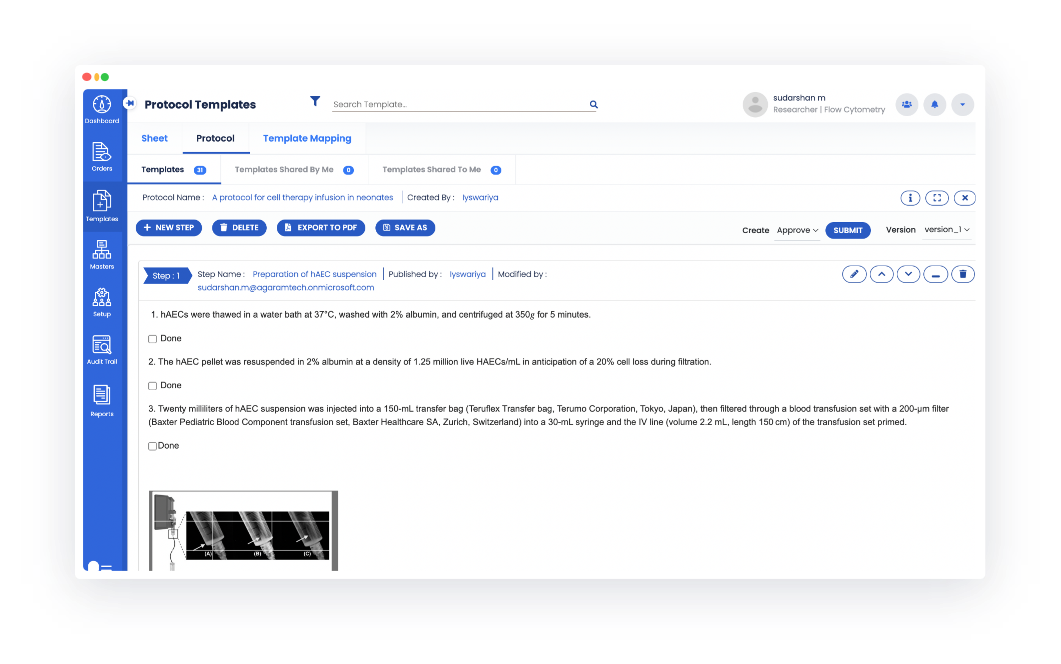 Protocol Templates
Search Template...
sudarshan m
Researcher | Flow Cytometry
Dashboard
Orders
Templates
Masters
Setup
Audit Trail
Reports
Sheet Protocol Template Mapping
Templates 31 Templates Shared By Me 0 Templates Shared To Me 0
Protocol Name : A protocol for cell therapy infusion in neonates Created By : Iyswariya
+ NEW STEP DELETE EXPORT TO PDF SAVE AS
Create Approve SUBMIT Version version_1
Step : 1 Step Name : Preparation of hAEC suspension Published by : Iyswariya Modified by :
sudarshan.m@agaramtech.onmicrosoft.com
1. hAECs were thawed in a water bath at 37°C, washed with 2% albumin, and centrifuged at 350g for 5 minutes.
Done
2. The hAEC pellet was resuspended in 2% albumin at a density of 1.25 million live HAECs/mL in anticipation of a 20% cell loss during filtration.
Done
3. Twenty milliliters of hAEC suspension was injected into a 150-mL transfer bag (Teruflex Transfer bag, Terumo Corporation, Tokyo, Japan), then filtered through a blood transfusion set with a 200-μm filter
(Baxter Pediatric Blood Component transfusion set, Baxter Healthcare SA, Zurich, Switzerland) into a 30-mL syringe and the IV line (volume 2.2 mL, length 150 cm) of the transfusion set primed.
Done
(A) (B) (C)